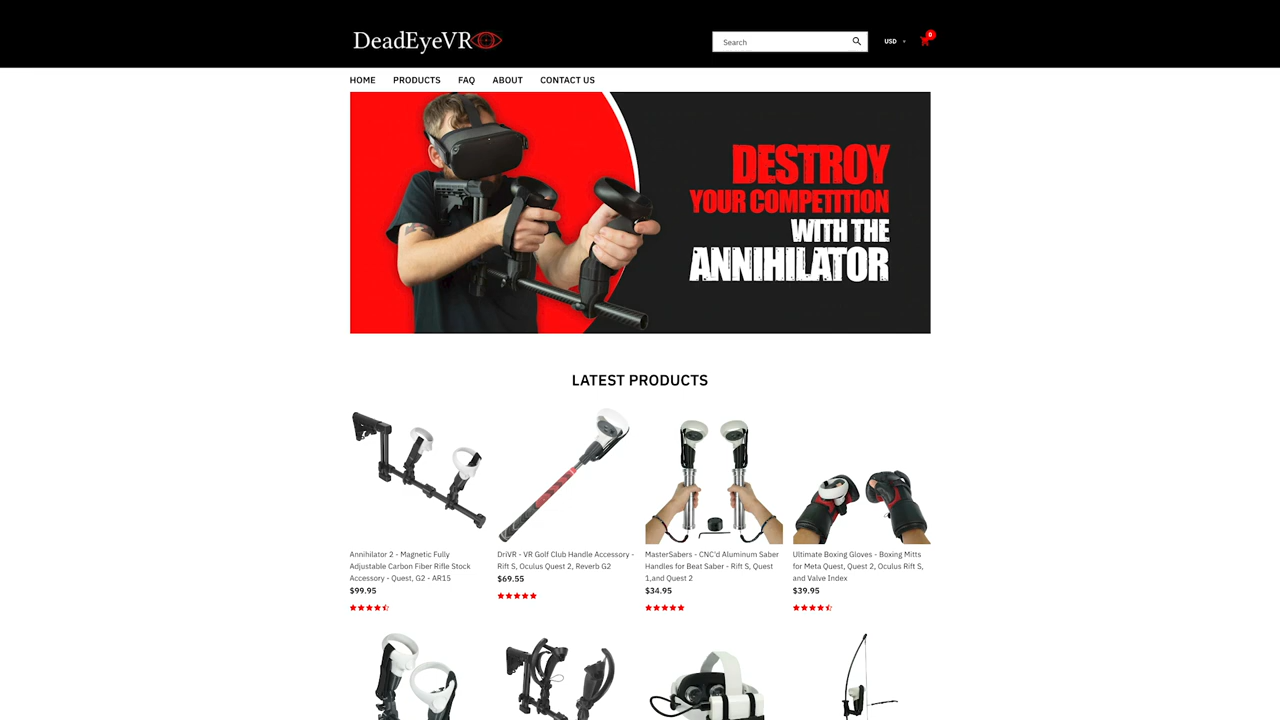 DeadEyeVR
Search
USD
0
HOME PRODUCTS FAQ ABOUT CONTACT US
DESTROY
YOUR COMPETITION
WITH THE
ANNIHILATOR
LATEST PRODUCTS
Annihilator 2 - Magnetic Fully
Adjustable Carbon Fiber Rifle Stock
Accessory - Quest, G2 - AR15
$99.95
DriVR - VR Golf Club Handle Accessory -
Rift S, Oculus Quest 2, Reverb G2
$69.55
MasterSabers - CNC'd Aluminum Saber
Handles for Beat Saber - Rift S, Quest
1,and Quest 2
$34.95
Ultimate Boxing Gloves - Boxing Mitts
for Meta Quest, Quest 2, Oculus Rift S,
and Valve Index
$39.95